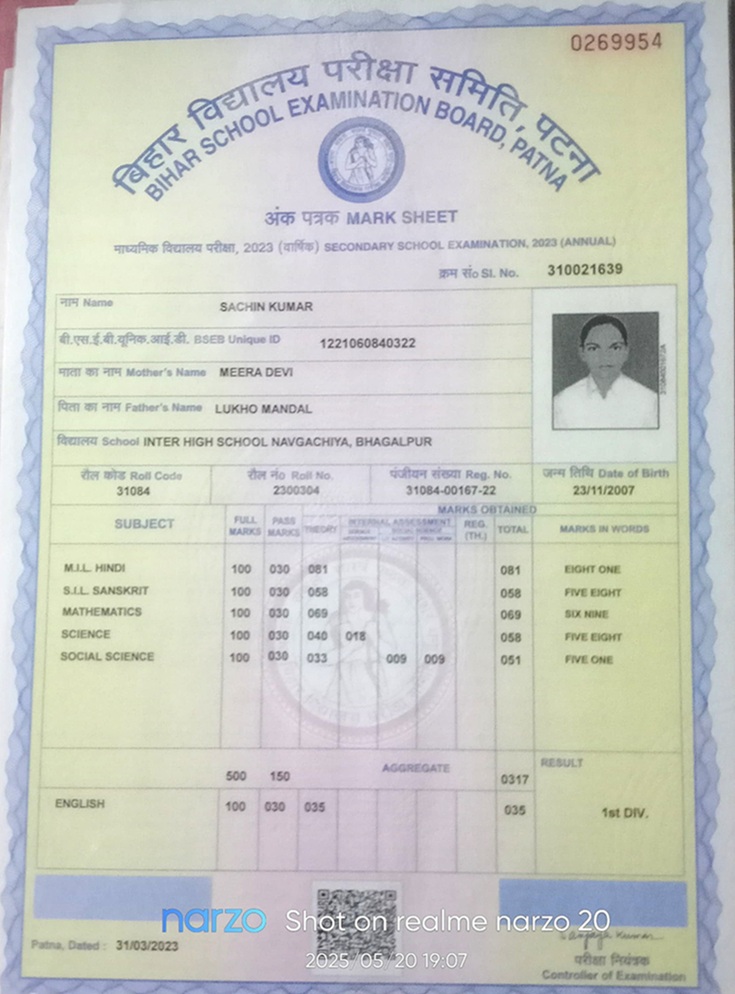 0269954
बिहार विद्यालय परीक्षा समिति, पटना
BIHAR SCHOOL EXAMINATION BOARD, PATNA
अंक पत्रक MARK SHEET
माध्यमिक विद्यालय परीक्षा, 2023 (वार्षिक) SECONDARY SCHOOL EXAMINATION, 2023 (ANNUAL)
क्रम सं० Sl. No. 310021639
नाम Name SACHIN KUMAR
बी.एस.ई.बी.यूनिक.आई.डी. BSEB Unique ID 1221060840322
माता का नाम Mother's Name MEERA DEVI
पिता का नाम Father's Name LUKHO MANDAL
विद्यालय School INTER HIGH SCHOOL NAVGACHIYA, BHAGALPUR
रौल कोड Roll Code रौल नं० Roll No. पंजीयन संख्या Reg. No. जन्म तिथि Date of Birth
31084 2300304 31084-00167-22 23/11/2007
MARKS OBTAINED
SUBJECT FULL MARKS PASS MARKS THEORY INTERNAL ASSESSMENT REG. (TH.) TOTAL MARKS IN WORDS
M.I.L. HINDI 100 030 081 081 EIGHT ONE
S.I.L. SANSKRIT 100 030 058 058 FIVE EIGHT
MATHEMATICS 100 030 069 069 SIX NINE
SCIENCE 100 030 040 018 058 FIVE EIGHT
SOCIAL SCIENCE 100 030 033 009 009 051 FIVE ONE
AGGREGATE RESULT
500 150 0317
ENGLISH 100 030 035 035 1st DIV.
narzo Shot on realme narzo 20
2025/05/20 19:07
Patna, Dated : 31/03/2023
परीक्षा नियंत्रक
Controller of Examination